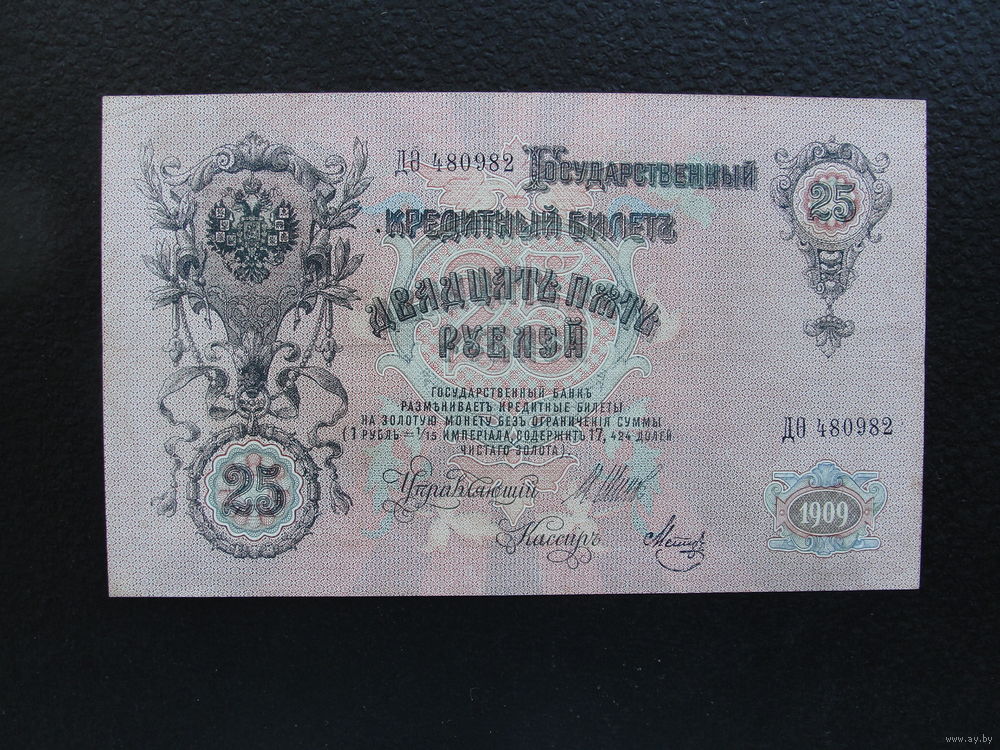 ДѲ 480982 Государственный
25
Кредитный Билетъ
Двадцать пять
рублей
Государственный Банкъ
размѣниваетъ кредитные билеты
на золотую монету безъ ограниченія суммы
(1 рубль = 1/15 имперіала, содержитъ 17,424 долей
чистаго золота).
ДѲ 480982
25
Управляющій
1909
Кассиръ
www.ay.by